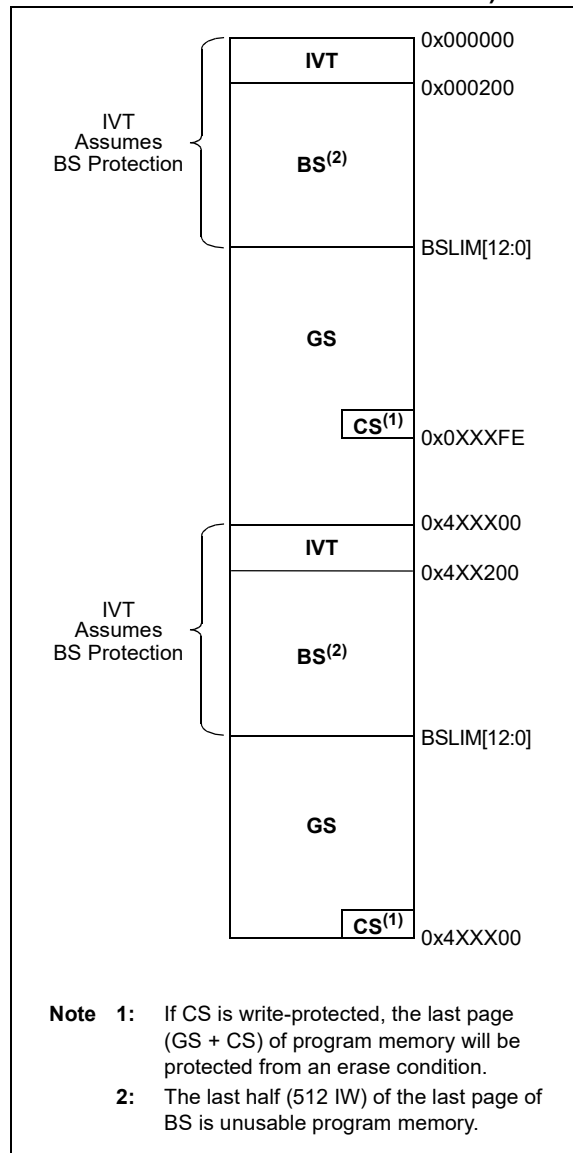 IVT
0x000000
0x000200
IVT
Assumes
BS Protection
BS(2)
BSLIM[12:0]
GS
CS(1)
0x0XXXFE
0x4XXX00
IVT
0x4XX200
IVT
Assumes
BS Protection
BS(2)
BSLIM[12:0]
GS
CS(1)
0x4XXX00
Note 1: If CS is write-protected, the last page
(GS + CS) of program memory will be
protected from an erase condition.
2: The last half (512 IW) of the last page of
BS is unusable program memory.